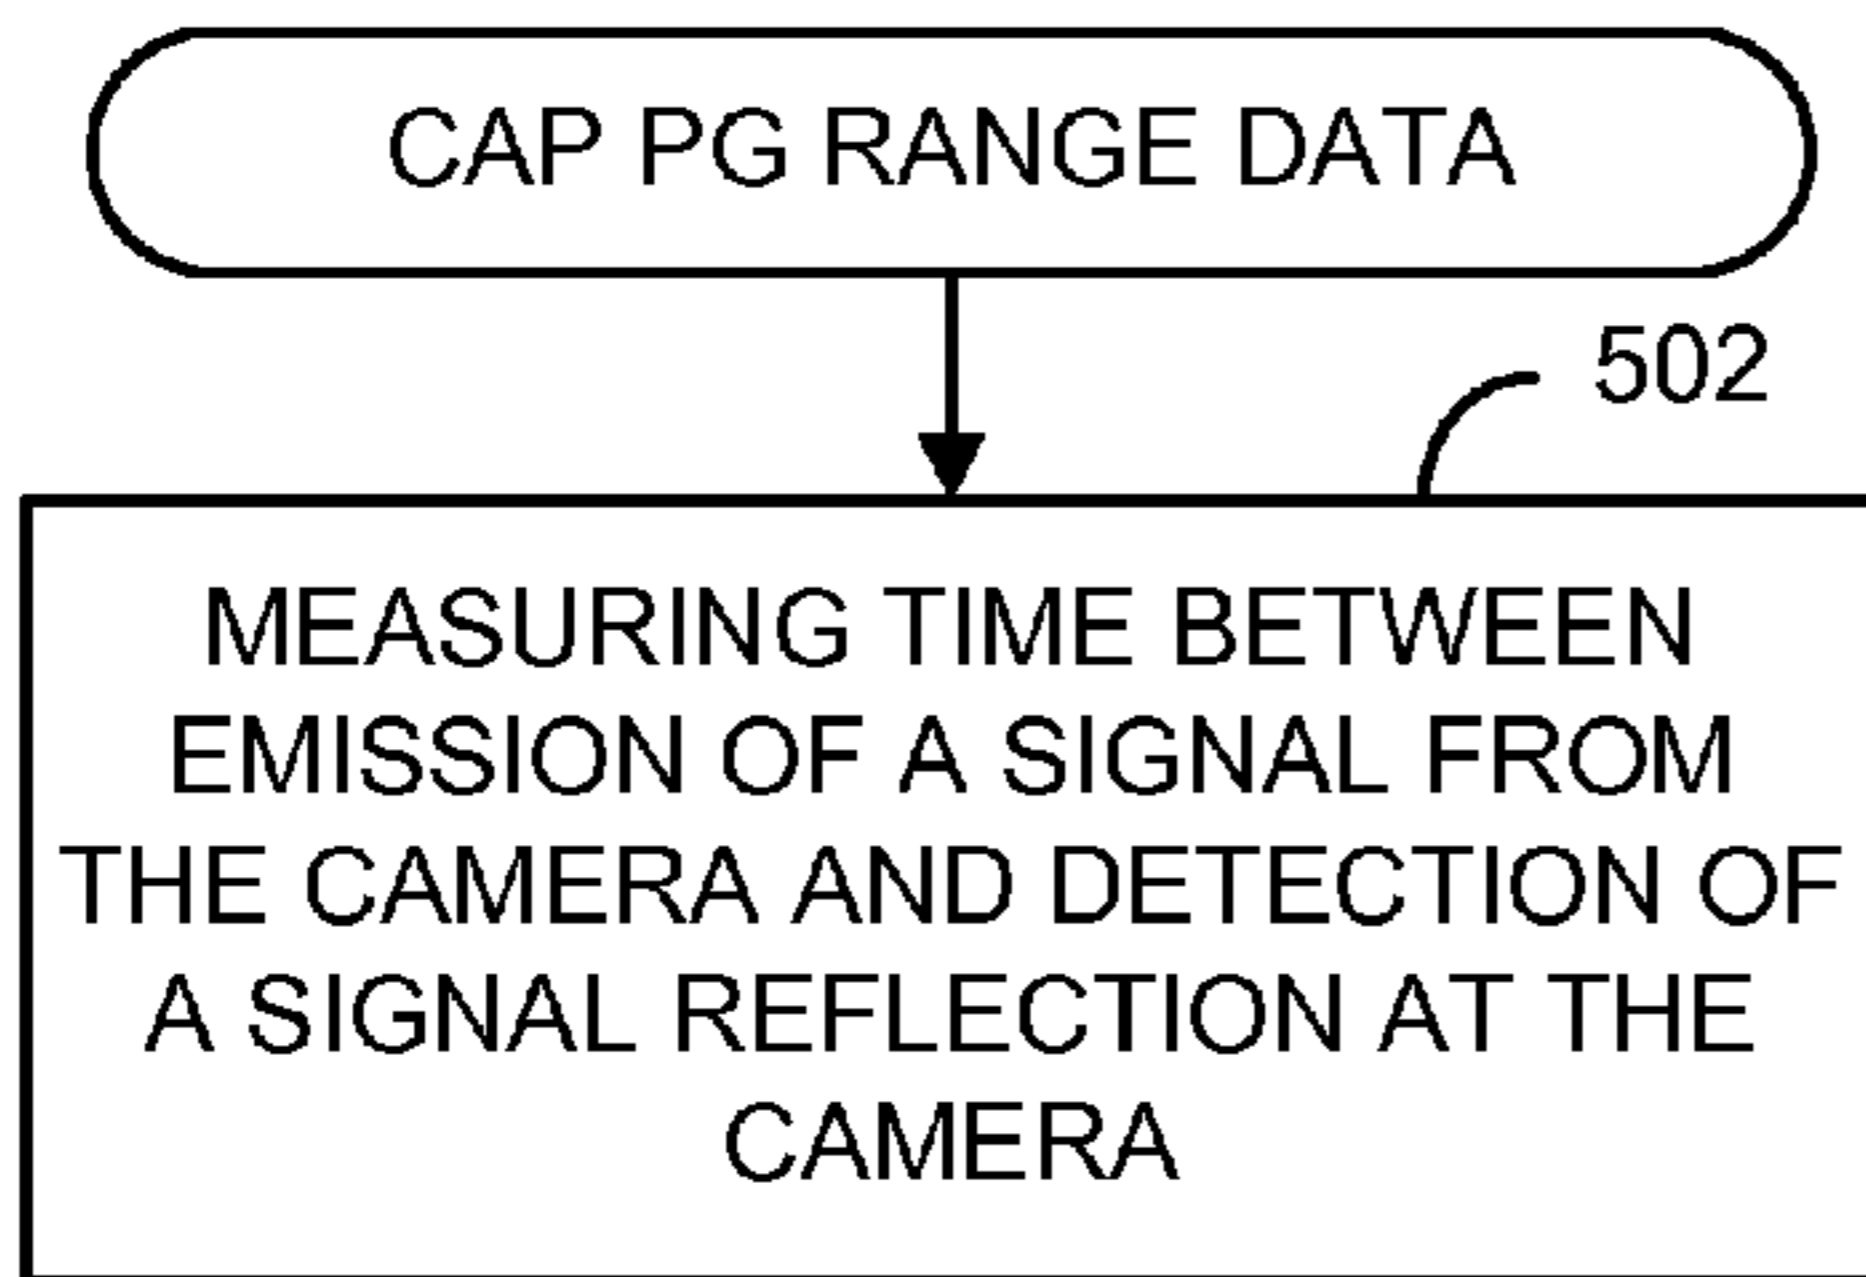 CAP PG RANGE DATA
502
MEASURING TIME BETWEEN
EMISSION OF A SIGNAL FROM
THE CAMERA AND DETECTION OF
A SIGNAL REFLECTION AT THE
CAMERA